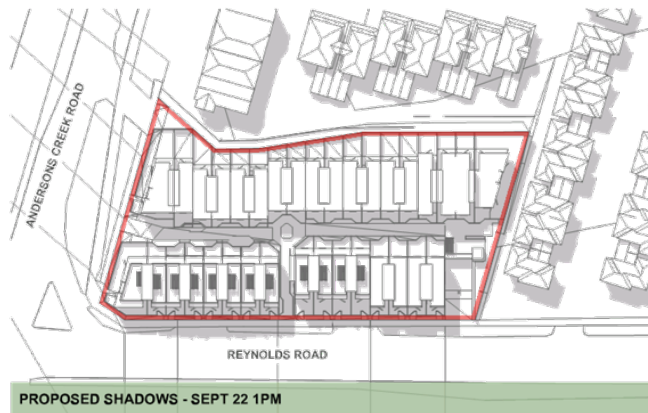 ANDERSONS CREEK ROAD
REYNOLDS ROAD
PROPOSED SHADOWS - SEPT 22 1PM